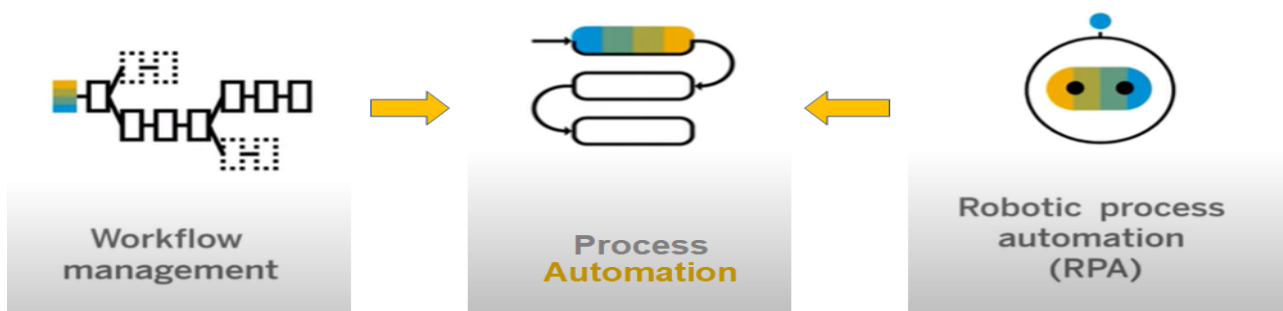 Workflow
management
Process
Automation
Robotic process
automation
(RPA)